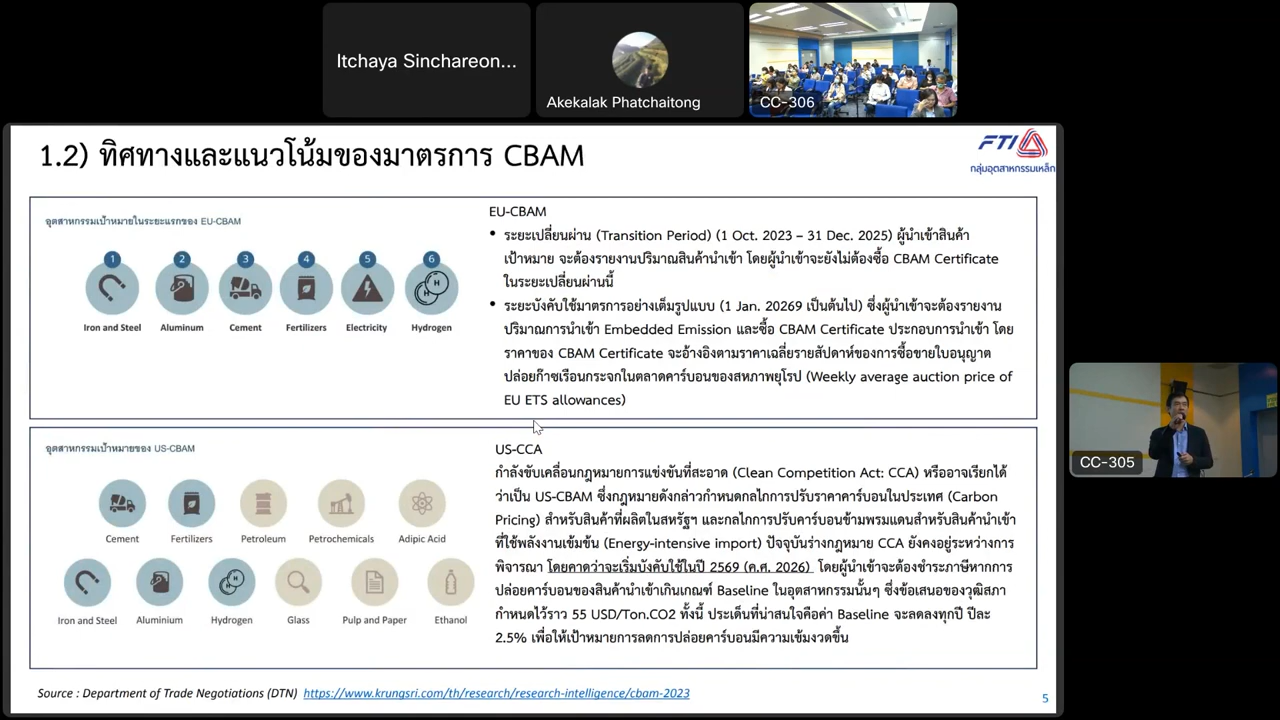 Itchaya Sinchareon...
Akekalak Phatchaitong
CC-306
1.2) ทิศทางและแนวโน้มของมาตรการ CBAM
FTI
กลุ่มอุตสาหกรรมเหล็ก
อุตสาหกรรมเป้าหมายในระยะแรกของ EU-CBAM
1 2 3 4 5 6
H H
Iron and Steel Aluminum Cement Fertilizers Electricity Hydrogen
EU-CBAM
• ระยะเปลี่ยนผ่าน (Transition Period) (1 Oct. 2023 – 31 Dec. 2025) ผู้นำเข้าสินค้า
เป้าหมาย จะต้องรายงานปริมาณสินค้านำเข้า โดยผู้นำเข้าจะยังไม่ต้องซื้อ CBAM Certificate
ในระยะเปลี่ยนผ่านนี้
• ระยะบังคับใช้มาตรการอย่างเต็มรูปแบบ (1 Jan. 20269 เป็นต้นไป) ซึ่งผู้นำเข้าจะต้องรายงาน
ปริมาณการนำเข้า Embedded Emission และซื้อ CBAM Certificate ประกอบการนำเข้า โดย
ราคาของ CBAM Certificate จะอ้างอิงตามราคาเฉลี่ยรายสัปดาห์ของการซื้อขายใบอนุญาต
ปล่อยก๊าซเรือนกระจกในตลาดคาร์บอนของสหภาพยุโรป (Weekly average auction price of
EU ETS allowances)
CC-305
อุตสาหกรรมเป้าหมายของ US-CBAM
Cement Fertilizers Petroleum Petrochemicals Adipic Acid
H H
Iron and Steel Aluminium Hydrogen Glass Pulp and Paper Ethanol
US-CCA
กำลังขับเคลื่อนกฎหมายการแข่งขันที่สะอาด (Clean Competition Act: CCA) หรืออาจเรียกได้
ว่าเป็น US-CBAM ซึ่งกฎหมายดังกล่าวกำหนดกลไกการปรับราคาคาร์บอนในประเทศ (Carbon
Pricing) สำหรับสินค้าที่ผลิตในสหรัฐฯ และกลไกการปรับคาร์บอนข้ามพรมแดนสำหรับสินค้านำเข้า
ที่ใช้พลังงานเข้มข้น (Energy-intensive import) ปัจจุบันร่างกฎหมาย CCA ยังคงอยู่ระหว่างการ
พิจารณา โดยคาดว่าจะเริ่มบังคับใช้ในปี 2569 (ค.ศ. 2026) โดยผู้นำเข้าจะต้องชำระภาษีหากการ
ปล่อยคาร์บอนของสินค้านำเข้าเกินเกณฑ์ Baseline ในอุตสาหกรรมนั้นๆ ซึ่งข้อเสนอของวุฒิสภา
กำหนดไว้ราว 55 USD/Ton.CO2 ทั้งนี้ ประเด็นที่น่าสนใจคือค่า Baseline จะลดลงทุกปี ปีละ
2.5% เพื่อให้เป้าหมายการลดการปล่อยคาร์บอนมีความเข้มงวดขึ้น
Source : Department of Trade Negotiations (DTN) https://www.krungsri.com/th/research/research-intelligence/cbam-2023
5